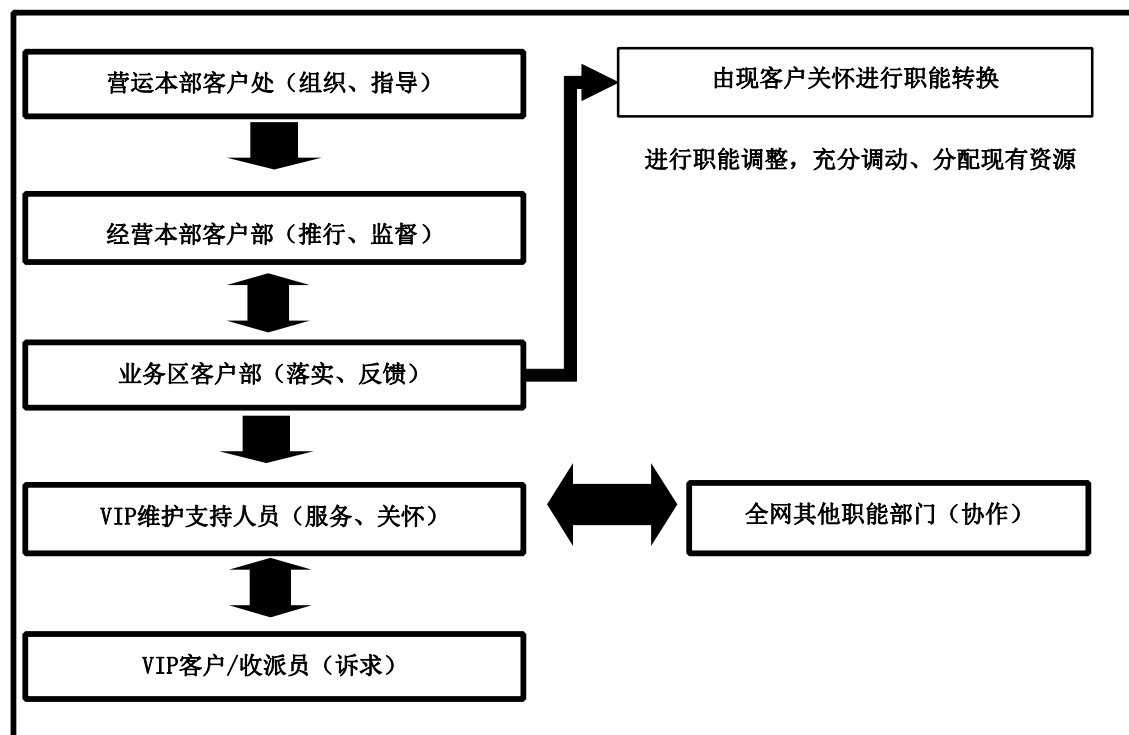 营运本部客户处（组织、指导）
由现客户关怀进行职能转换
进行职能调整，充分调动、分配现有资源
经营本部客户部（推行、监督）
业务区客户部（落实、反馈）
VIP维护支持人员（服务、关怀）
全网其他职能部门（协作）
VIP客户/收派员（诉求）